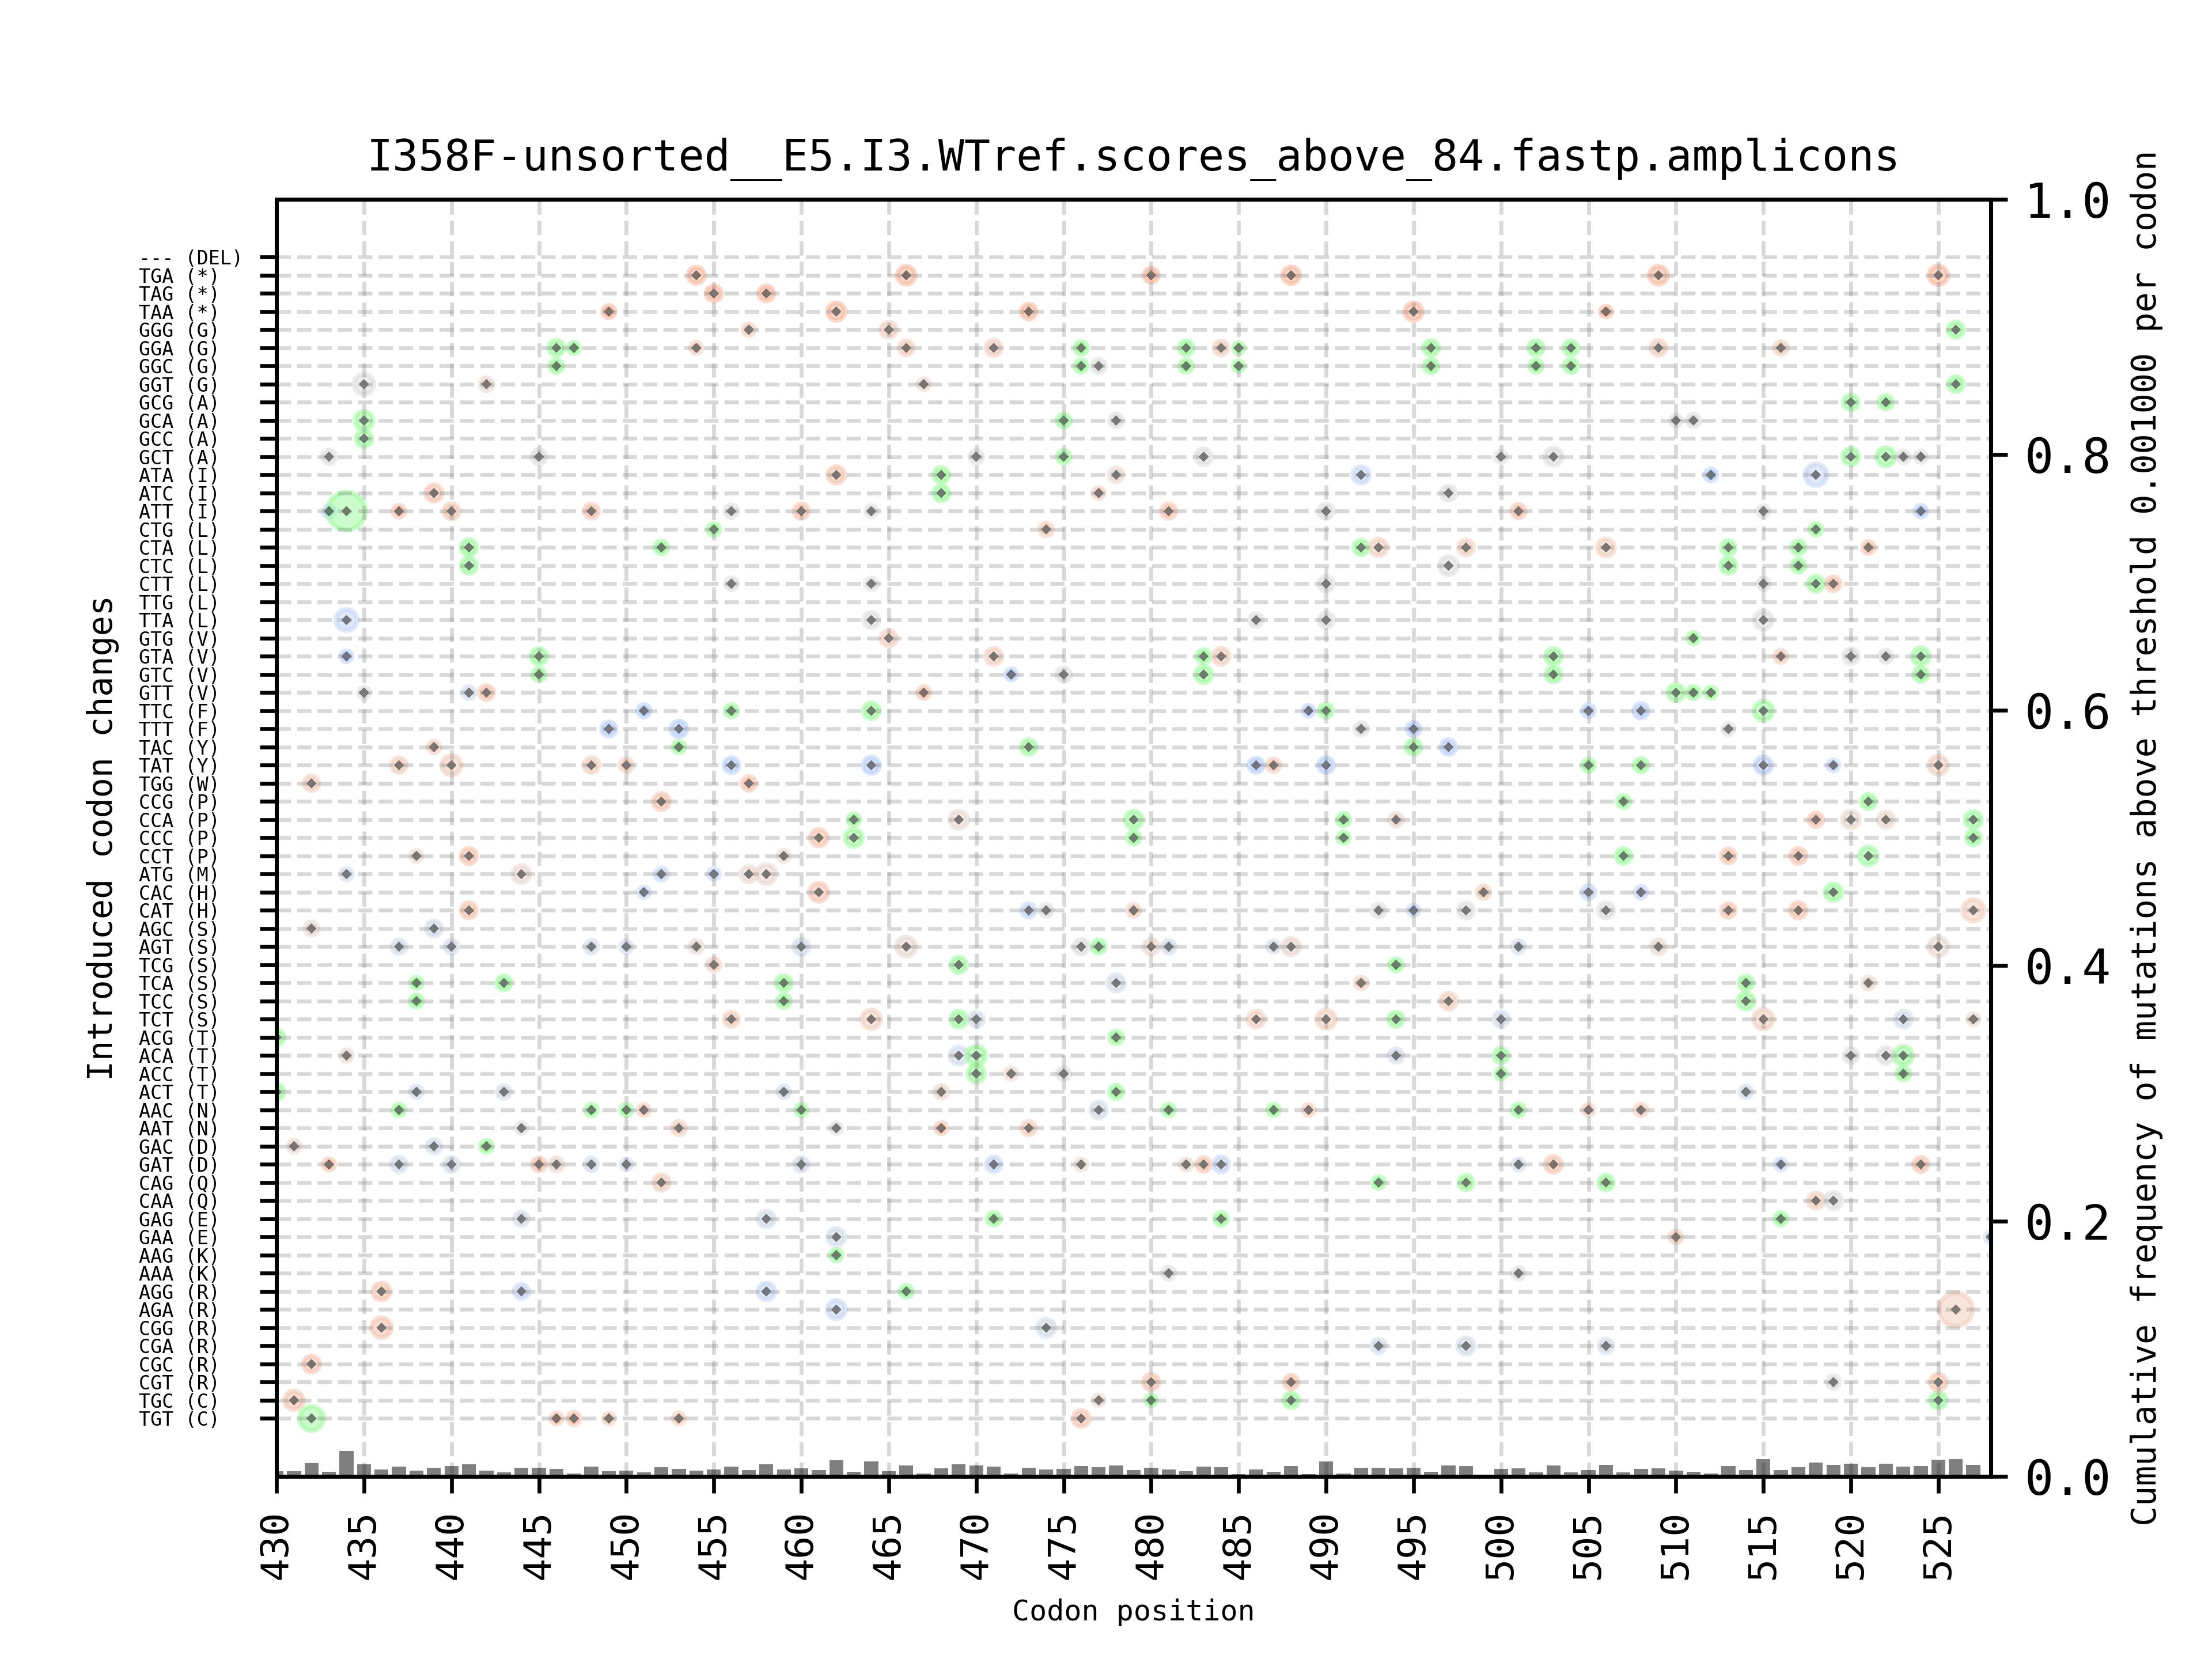 I358F-unsorted__E5.I3.WTref.scores_above_84.fastp.amplicons
Introduced codon changes
--- (DEL)
TGA (*)
TAG (*)
TAA (*)
GGG (G)
GGA (G)
GGC (G)
GGT (G)
GCG (A)
GCA (A)
GCC (A)
GCT (A)
ATA (I)
ATC (I)
ATT (I)
CTG (L)
CTA (L)
CTC (L)
CTT (L)
TTG (L)
TTA (L)
GTG (V)
GTA (V)
GTC (V)
GTT (V)
TTC (F)
TTT (F)
TAC (Y)
TAT (Y)
TGG (W)
CCG (P)
CCA (P)
CCC (P)
CCT (P)
ATG (M)
CAC (H)
CAT (H)
AGC (S)
AGT (S)
TCG (S)
TCA (S)
TCC (S)
TCT (S)
ACG (T)
ACA (T)
ACC (T)
ACT (T)
AAC (N)
AAT (N)
GAC (D)
GAT (D)
CAG (Q)
CAA (Q)
GAG (E)
GAA (E)
AAG (K)
AAA (K)
AGG (R)
AGA (R)
CGG (R)
CGA (R)
CGC (R)
CGT (R)
TGC (C)
TGT (C)
1.0
0.8
0.6
0.4
0.2
0.0
Cumulative frequency of mutations above threshold 0.001000 per codon
430
435
440
445
450
455
460
465
470
475
480
485
490
495
500
505
510
515
520
525
Codon position